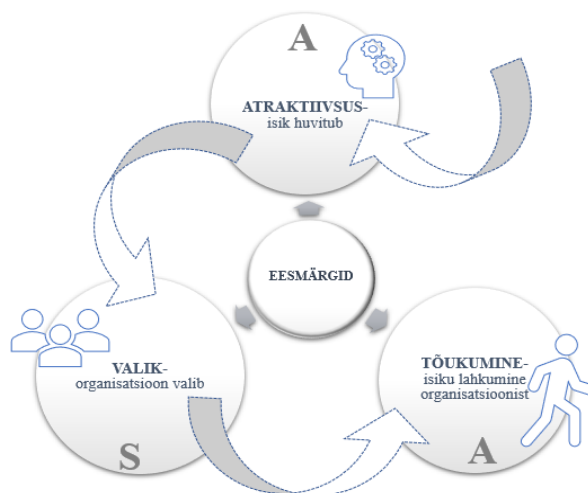 A
ATRAKTIIVSUS-
isik huvitub
EESMÄRGID
VALIK-
organisatsioon valib
S
TÕUKUMINE-
isiku lahkumine
organisatsioonist
A